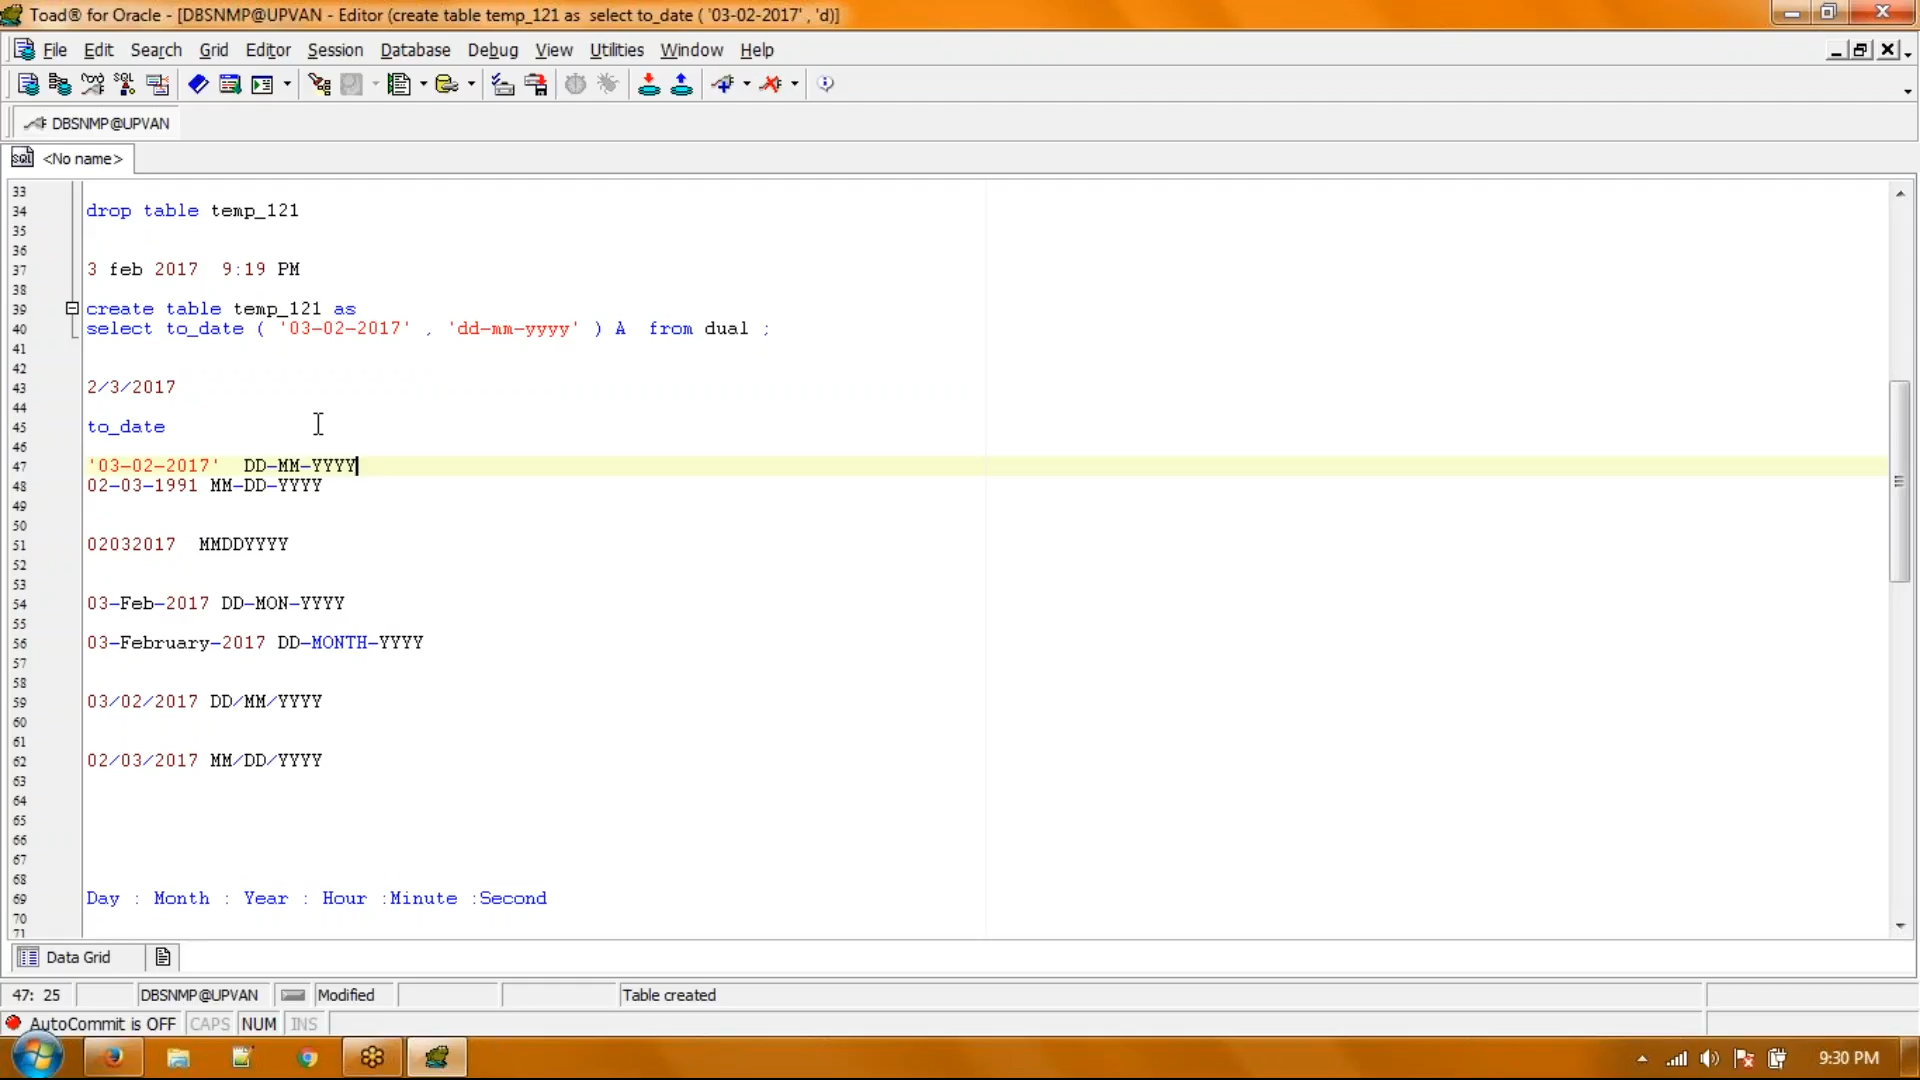 Toad® for Oracle - [DBSNMP@UPVAN - Editor (create table temp_121 as select to_date ( '03-02-2017' , 'd)]
File Edit Search Grid Editor Session Database Debug View Utilities Window Help
DBSNMP@UPVAN
<No name>
33
34 drop table temp_121
35
36
37 3 feb 2017 9:19 PM
38
39 create table temp_121 as
40 select to_date ( '03-02-2017' , 'dd-mm-yyyy' ) A from dual ;
41
42
43 2/3/2017
44
45 to_date
46
47 '03-02-2017' DD-MM-YYYY
48 02-03-1991 MM-DD-YYYY
49
50
51 02032017 MMDDYYYY
52
53
54 03-Feb-2017 DD-MON-YYYY
55
56 03-February-2017 DD-MONTH-YYYY
57
58
59 03/02/2017 DD/MM/YYYY
60
61
62 02/03/2017 MM/DD/YYYY
63
64
65
66
67
68
69 Day : Month : Year : Hour :Minute :Second
70
71
Data Grid
47: 25 DBSNMP@UPVAN Modified Table created
AutoCommit is OFF CAPS NUM INS
9:30 PM